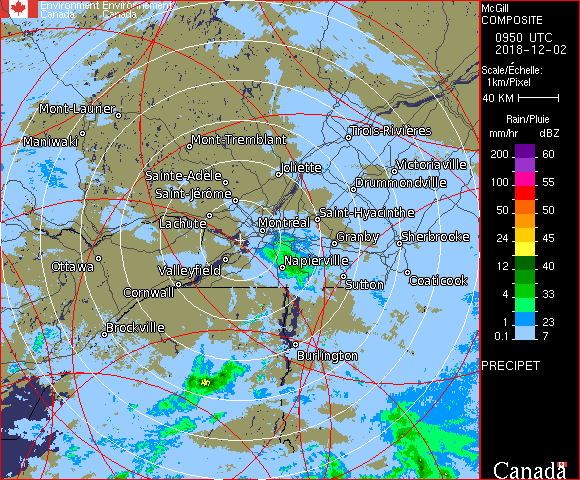 Environment Environnement
Canada Canada
McGill
COMPOSITE
0950 UTC
2018-12-02
Scale/Échelle:
1km/Pixel
40 KM
Rain/Pluie
mm/hr dBZ
200 60
100 55
50 50
24 45
12 40
4 33
1 23
0.1 7
PRECIPET
Canada
Mont-Laurier
Maniwaki
Trois-Rivières
Mont-Tremblant
Victoriaville
Joliette
Sainte-Adèle
Drummondville
Saint-Jérôme
Saint-Hyacinthe
Lachute
Montréal
Granby
Sherbrooke
Ottawa
Napierville
Valleyfield
Sutton
Coaticook
Cornwall
Brockville
Burlington